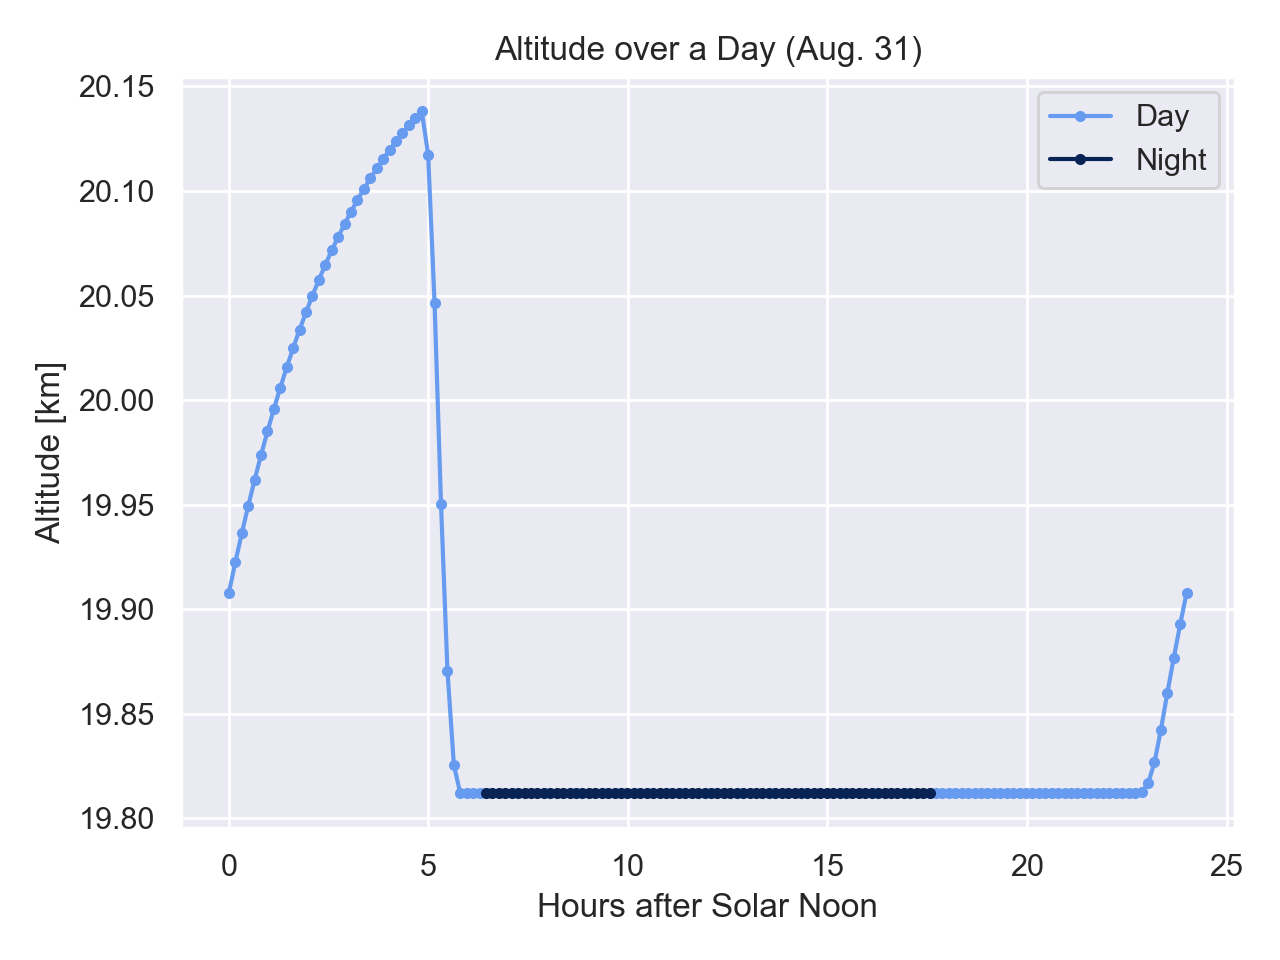 Altitude over a Day (Aug. 31)
Day
Night
Altitude [km]
20.15
20.10
20.05
20.00
19.95
19.90
19.85
19.80
0 5 10 15 20 25
Hours after Solar Noon